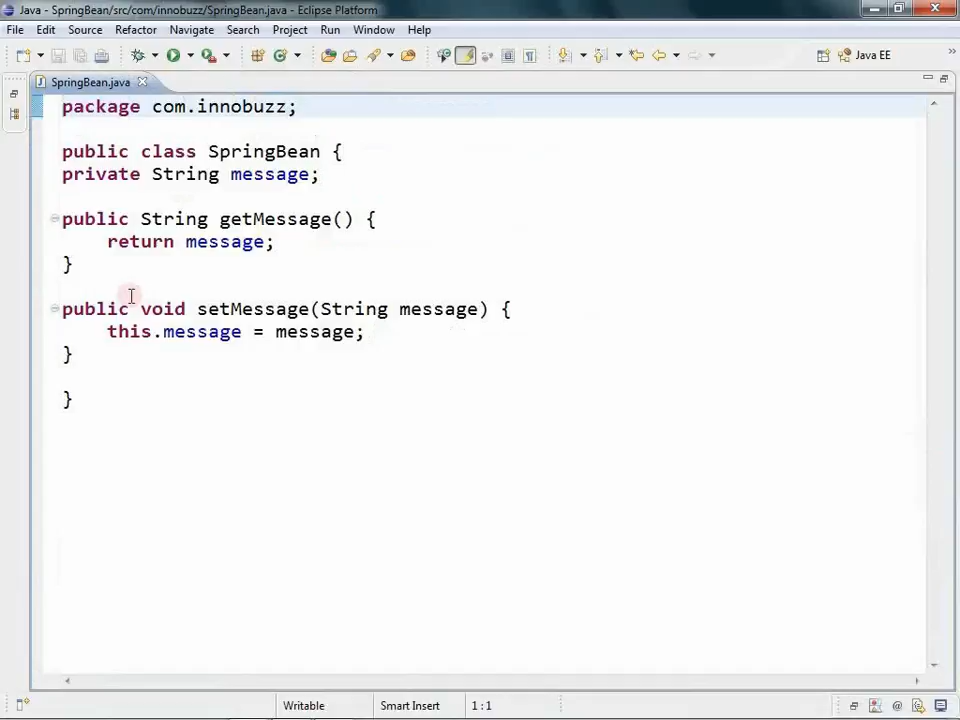 Java - SpringBean/src/com/innobuzz/SpringBean.java - Eclipse Platform
File Edit Source Refactor Navigate Search Project Run Window Help
Java EE
SpringBean.java
package com.innobuzz;
public class SpringBean {
private String message;
public String getMessage() {
return message;
}
public void setMessage(String message) {
this.message = message;
}
}
Writable Smart Insert 1 : 1